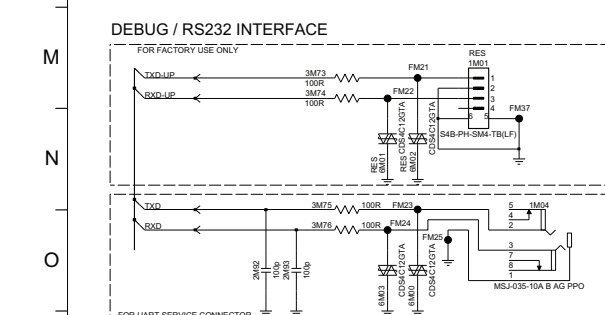 DEBUG / RS232 INTERFACE
M
FOR FACTORY USE ONLY
RES
1M01
TXD-UP
3M73
100R
FM21
1
2
RXD-UP
3M74
100R
FM22
3
4
6 5
FM37
S4B-PH-SM4-TB(LF)
N
RES
6M01
CDS4C12GTA
RES
6M02
CDS4C12GTA
TXD
3M75
100R
FM23
5
1M04
4
RXD
3M76
100R
FM24
2
FM25
3
7
8
1
MSJ-035-10A B AG PPO
O
2M92
100p
2M93
100p
6M03
CDS4C12GTA
6M00
CDS4C12GTA
FOR UART SERVICE CONNECTOR